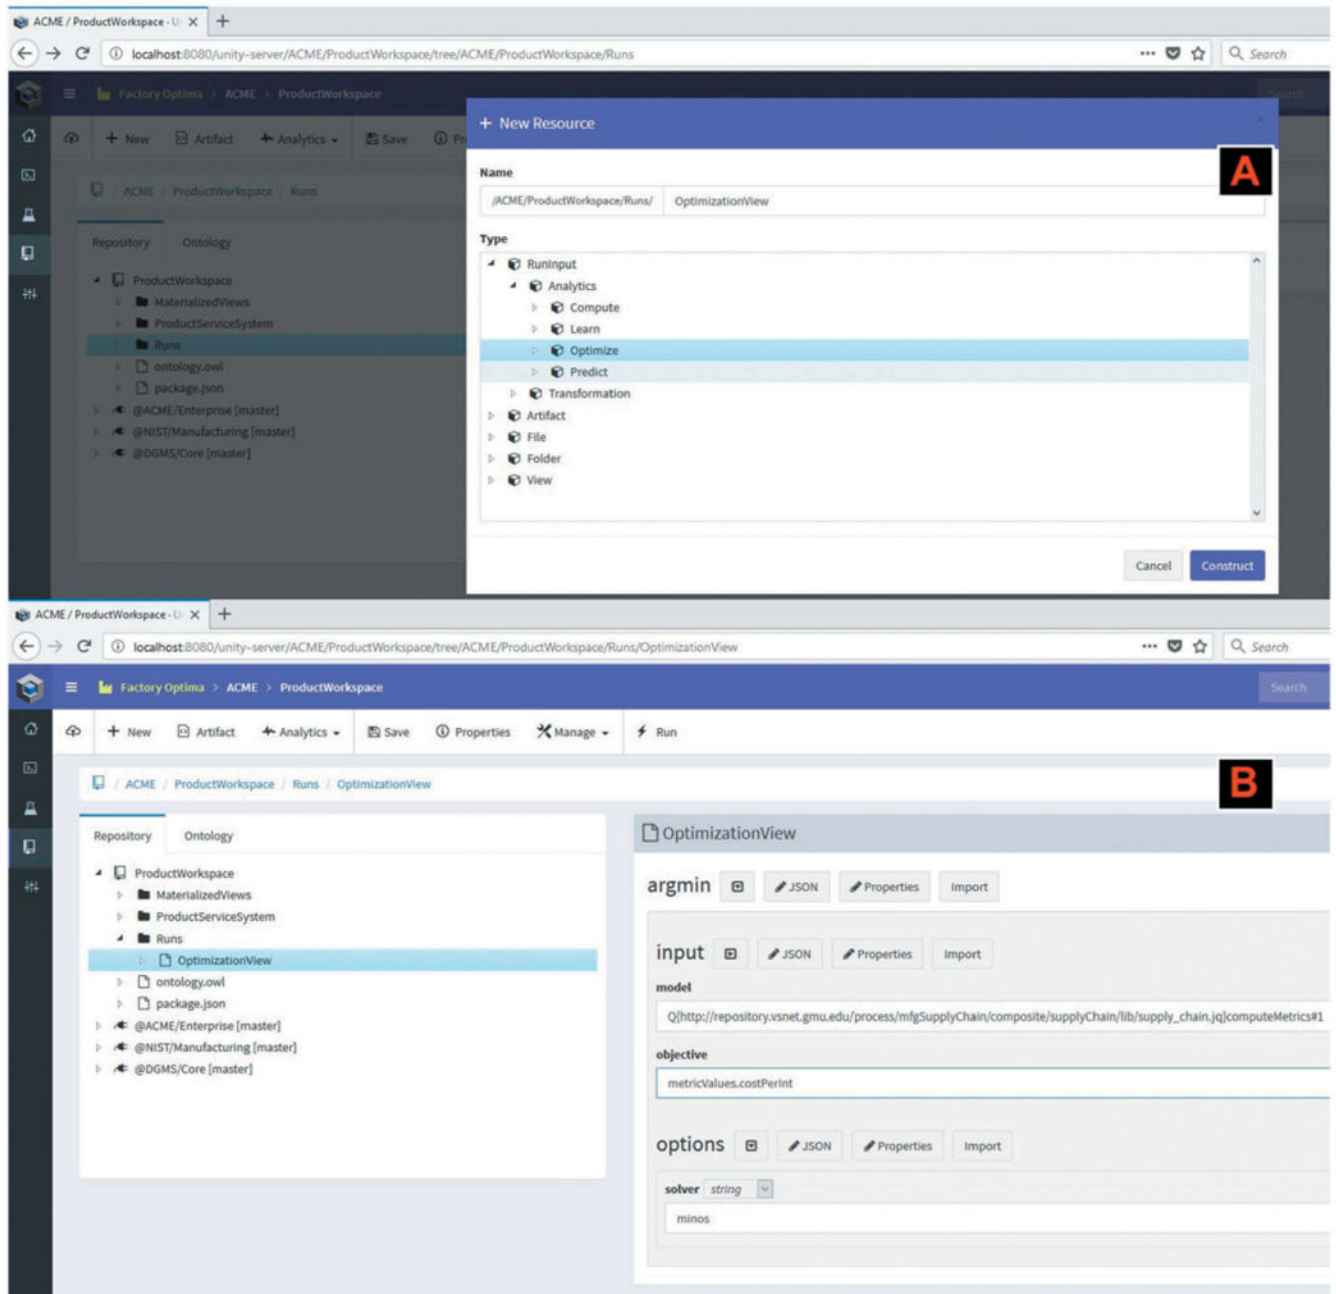 ACME / ProductWorkspace - U
localhost:8080/unity-server/ACME/ProductWorkspace/tree/ACME/ProductWorkspace/Runs
Search
Factory Optima > ACME > ProductWorkspace
Search
+ New Artifact Analytics Save Pr
/ ACME / ProductWorkspace / Runs
Repository Ontology
ProductWorkspace
MaterializedViews
ProductServiceSystem
Runs
ontology.owl
package.json
@ACME/Enterprise [master]
@NIST/Manufacturing [master]
@DGMS/Core [master]
+ New Resource
A
Name
/ACME/ProductWorkspace/Runs/ OptimizationView
Type
RunInput
Analytics
Compute
Learn
Optimize
Predict
Transformation
Artifact
File
Folder
View
Cancel Construct
ACME / ProductWorkspace - U
localhost:8080/unity-server/ACME/ProductWorkspace/tree/ACME/ProductWorkspace/Runs/OptimizationView
Search
Factory Optima > ACME > ProductWorkspace
Search
+ New Artifact Analytics Save Properties Manage Run
/ ACME / ProductWorkspace / Runs / OptimizationView
B
Repository Ontology
ProductWorkspace
MaterializedViews
ProductServiceSystem
Runs
OptimizationView
ontology.owl
package.json
@ACME/Enterprise [master]
@NIST/Manufacturing [master]
@DGMS/Core [master]
OptimizationView
argmin JSON Properties Import
input JSON Properties Import
model
Q{http://repository.vsnet.gmu.edu/process/mfgSupplyChain/composite/supplyChain/lib/supply_chain.jq}computeMetrics#1
objective
metricValues.costPerInt
options JSON Properties Import
solver string
minos